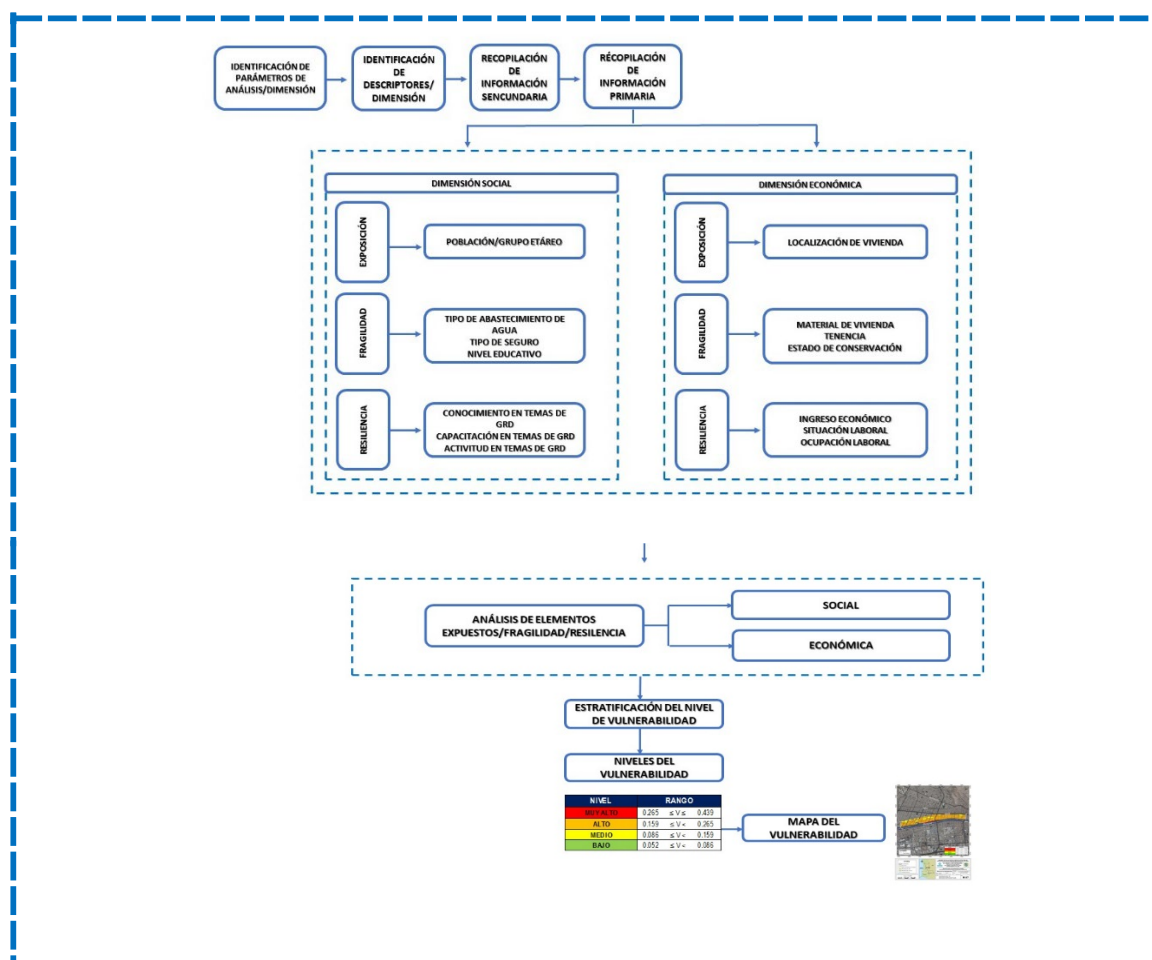 IDENTIFICACIÓN DE
PARÁMETROS DE
ANÁLISIS/DIMENSIÓN
IDENTIFICACIÓN
DE
DESCRIPTORES/
DIMENSIÓN
RECOPILACIÓN
DE
INFORMACIÓN
SENCUNDARIA
RÉCOPILACIÓN
DE
INFORMACIÓN
PRIMARIA
DIMENSIÓN SOCIAL
EXPOSICIÓN
POBLACIÓN/GRUPO ETÁREO
FRAGILIDAD
TIPO DE ABASTECIMIENTO DE
AGUA
TIPO DE SEGURO
NIVEL EDUCATIVO
RESILIENCIA
CONOCIMIENTO EN TEMAS DE
GRD
CAPACITACIÓN EN TEMAS DE GRD
ACTIVITUD EN TEMAS DE GRD
DIMENSIÓN ECONÓMICA
EXPOSICIÓN
LOCALIZACIÓN DE VIVIENDA
FRAGILIDAD
MATERIAL DE VIVIENDA
TENENCIA
ESTADO DE CONSERVACIÓN
RESILIENCIA
INGRESO ECONÓMICO
SITUACIÓN LABORAL
OCUPACIÓN LABORAL
ANÁLISIS DE ELEMENTOS
EXPUESTOS/FRAGILIDAD/RESILENCIA
SOCIAL
ECONÓMICA
ESTRATIFICACIÓN DEL NIVEL
DE VULNERABILIDAD
NIVELES DEL
VULNERABILIDAD
NIVEL RANGO
MUY ALTO 0.265 ≤ V ≤ 0.439
ALTO 0.159 ≤ V < 0.265
MEDIO 0.086 ≤ V < 0.159
BAJO 0.052 ≤ V < 0.086
MAPA DEL
VULNERABILIDAD